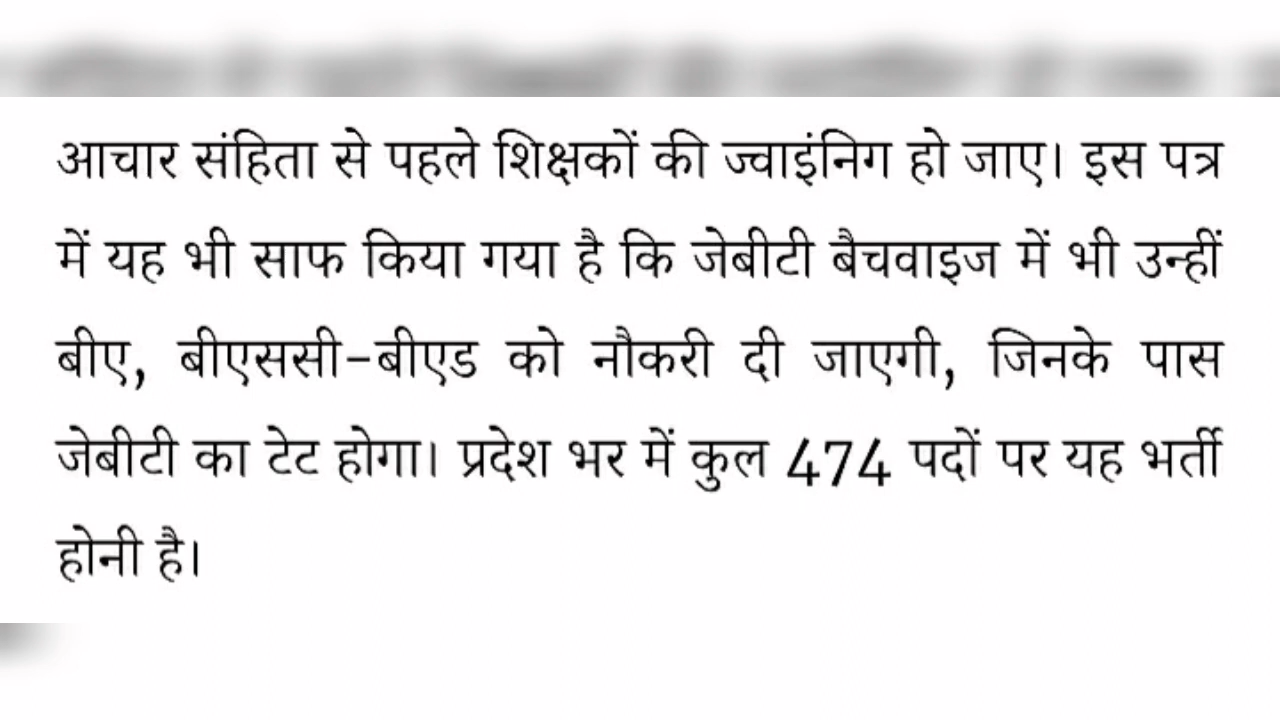 आचार संहिता से पहले शिक्षकों की ज्वाइंनिग हो जाए। इस पत्र
में यह भी साफ किया गया है कि जेबीटी बैचवाइज में भी उन्हीं
बीए, बीएससी-बीएड को नौकरी दी जाएगी, जिनके पास
जेबीटी का टेट होगा। प्रदेश भर में कुल 474 पदों पर यह भर्ती
होनी है।